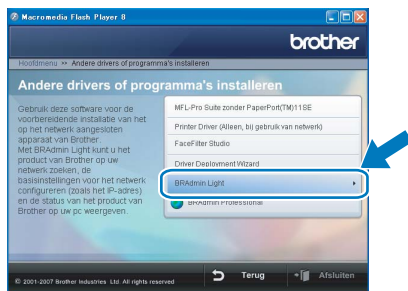 Macromedia Flash Player 8
brother
Hoofdmenu >> Andere drivers of programma's installeren
Andere drivers of programma's installeren
Gebruik deze software voor de
voorbereidende installatie van het
op het netwerk aangesloten
apparaat van Brother.
Met BRAdmin Light kunt u het
product van Brother op uw
netwerk zoeken, de
basisinstellingen voor het netwerk
configureren (zoals het IP-adres)
en de status van het product van
Brother op uw pc weergeven.
MFL-Pro Suite zonder PaperPort(TM)11SE
Printer Driver (Alleen, bij gebruik van netwerk)
FaceFilter Studio
Driver Deployment Wizard
BRAdmin Light
BRAdmin Professional
© 2001-2007 Brother Industries Ltd. All rights reserved
Terug
Afsluiten